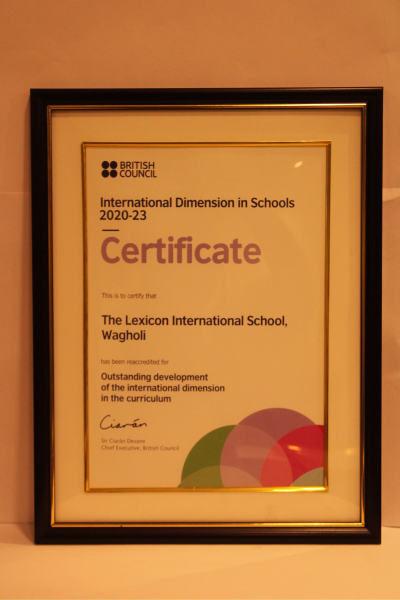 BRITISH
COUNCIL
International Dimension in Schools
2020-23
Certificate
This is to certify that
The Lexicon International School,
Wagholi
has been reaccredited for
Outstanding development
of the international dimension
in the curriculum
Ciarán
Sir Ciarán Devane
Chief Executive, British Council